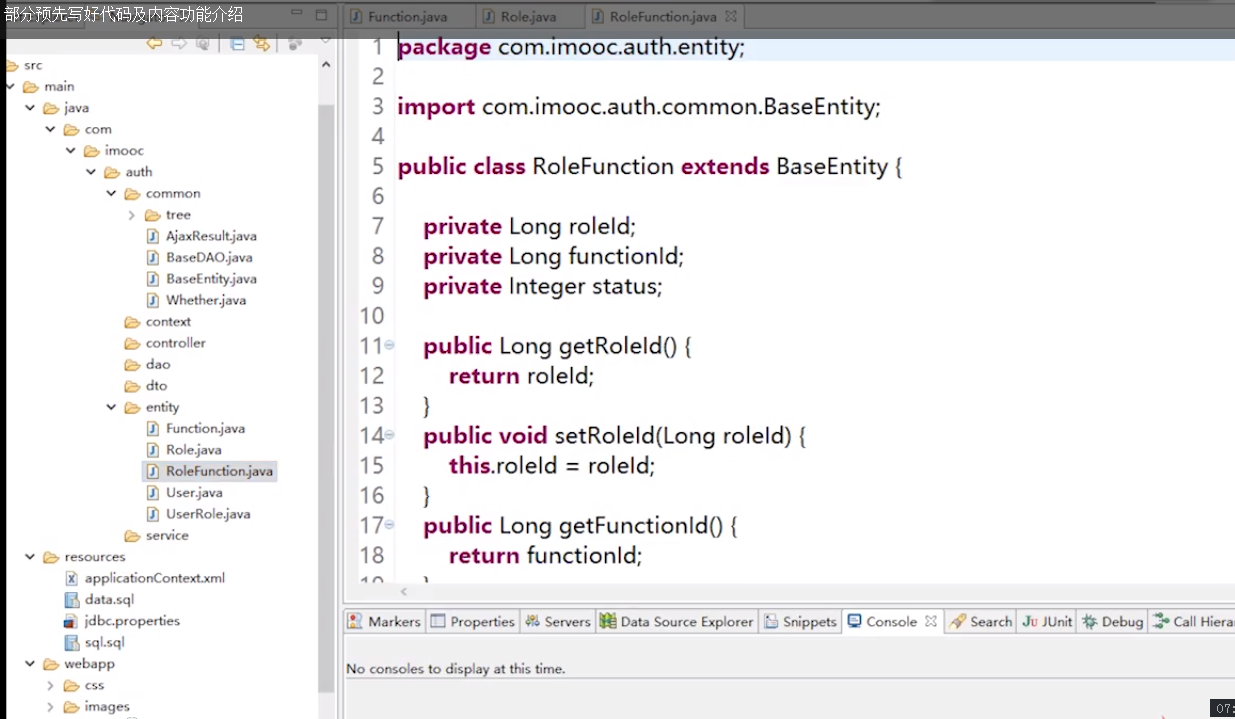 部分预先写好代码及内容功能介绍
Function.java
Role.java
RoleFunction.java
src
main
java
com
imooc
auth
common
tree
AjaxResult.java
BaseDAO.java
BaseEntity.java
Whether.java
context
controller
dao
dto
entity
Function.java
Role.java
RoleFunction.java
User.java
UserRole.java
service
resources
applicationContext.xml
data.sql
jdbc.properties
sql.sql
webapp
css
images
1 package com.imooc.auth.entity;
2
3 import com.imooc.auth.common.BaseEntity;
4
5 public class RoleFunction extends BaseEntity {
6
7 private Long roleId;
8 private Long functionId;
9 private Integer status;
10
11 public Long getRoleId() {
12 return roleId;
13 }
14 public void setRoleId(Long roleId) {
15 this.roleId = roleId;
16 }
17 public Long getFunctionId() {
18 return functionId;
Markers Properties Servers Data Source Explorer Snippets Console Search JUnit Debug Call Hierar
No consoles to display at this time.
07: